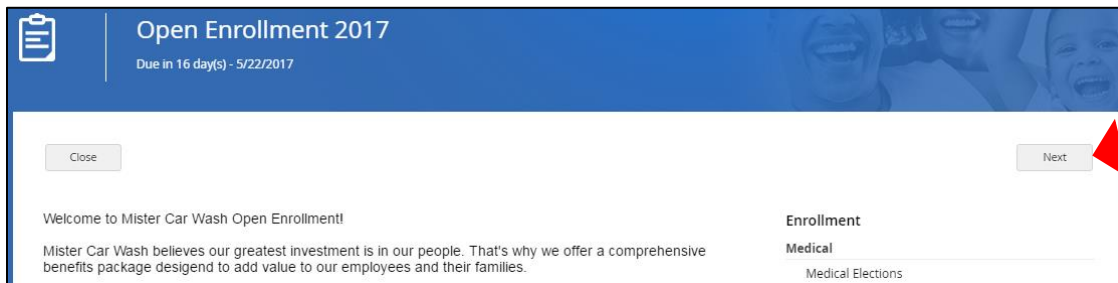 Open Enrollment 2017
Due in 16 day(s) - 5/22/2017
Close
Next
Welcome to Mister Car Wash Open Enrollment!
Mister Car Wash believes our greatest investment is in our people. That's why we offer a comprehensive
benefits package desigend to add value to our employees and their families.
Enrollment
Medical
Medical Elections